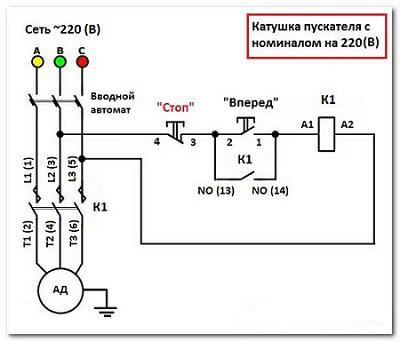 Сеть ~220 (В)
Катушка пускателя с
номиналом на 220(В)
A B C
Вводной
автомат
"Стоп"
"Вперед"
K1
4 3 2 1 A1 A2
K1
NO (13) NO (14)
L1 (1) L2 (3) L3 (5)
K1
T1 (2) T2 (4) T3 (6)
АД